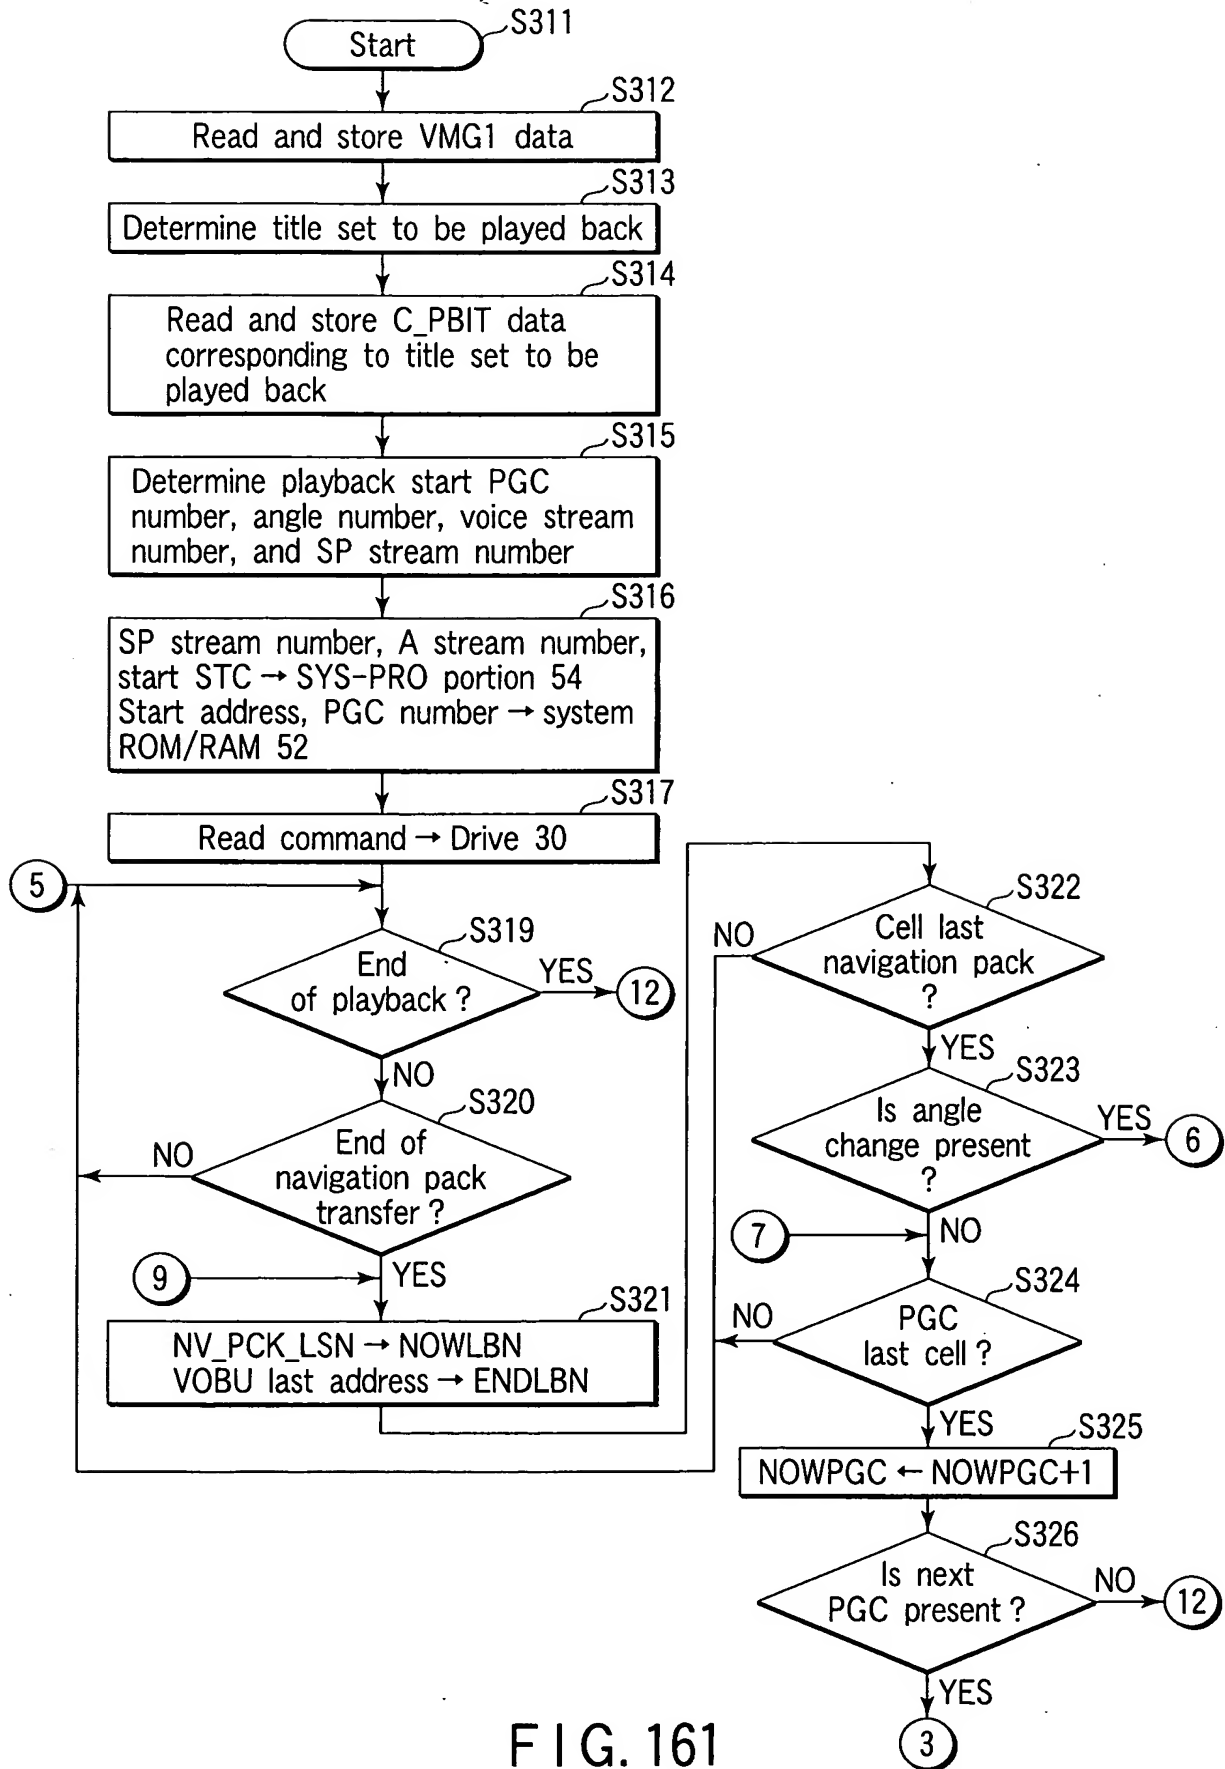 S311
Start
S312
Read and store VMG1 data
S313
Determine title set to be played back
S314
Read and store C_PBIT data
corresponding to title set to be
played back
S315
Determine playback start PGC
number, angle number, voice stream
number, and SP stream number
S316
SP stream number, A stream number,
start STC → SYS-PRO portion 54
Start address, PGC number → system
ROM/RAM 52
S317
Read command → Drive 30
5
S319
End
of playback ?
YES
12
NO
S320
End of
navigation pack
transfer ?
NO
YES
9
S321
NV_PCK_LSN → NOWLBN
VOBU last address → ENDLBN
S322
Cell last
navigation pack
?
NO
YES
S323
Is angle
change present
?
YES
6
NO
7
S324
PGC
last cell ?
NO
YES
S325
NOWPGC ← NOWPGC+1
S326
Is next
PGC present ?
NO
12
YES
3
FIG. 161